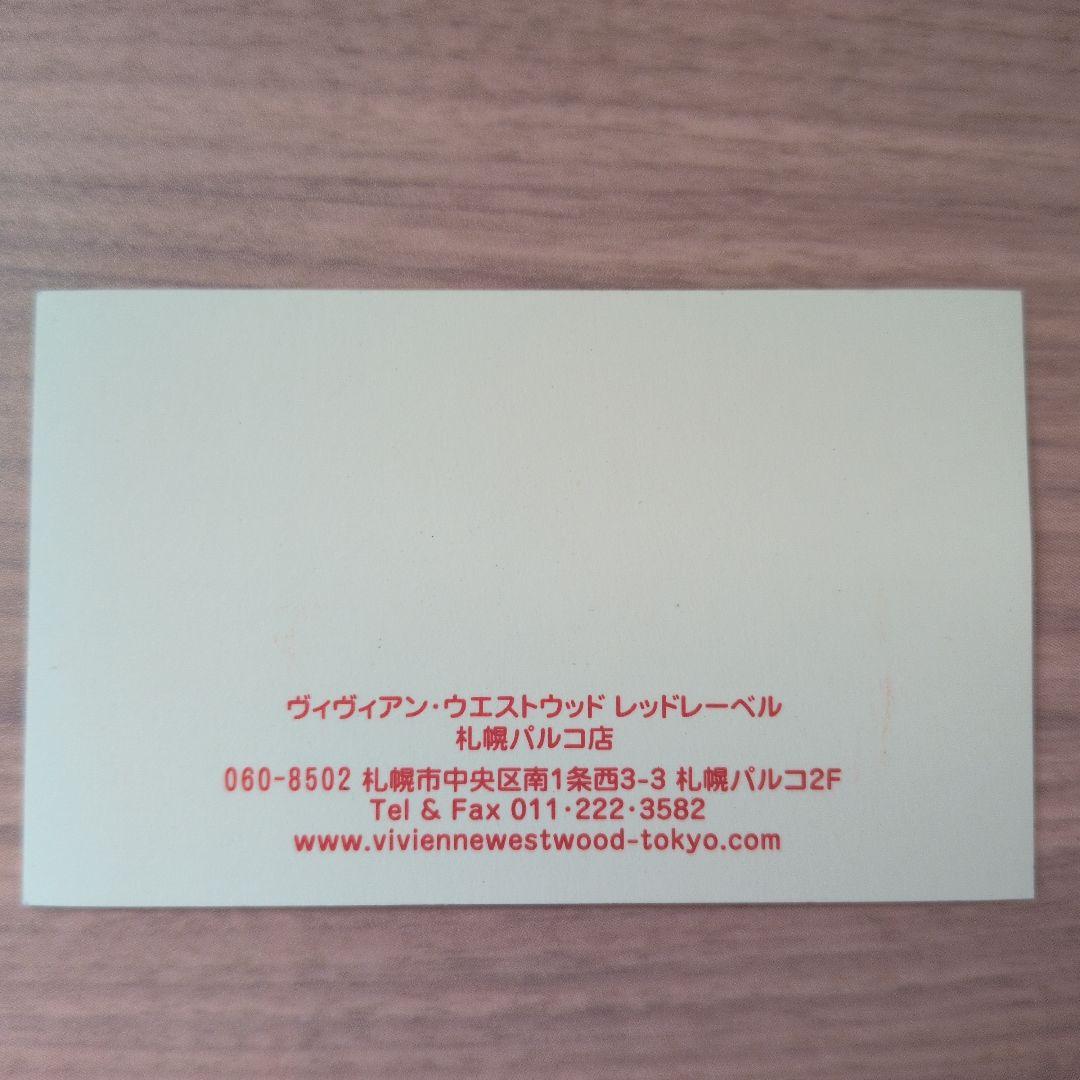 ヴィヴィアン・ウエストウッド レッドレーベル
札幌パルコ店
060-8502 札幌市中央区南1条西3-3 札幌パルコ2F
Tel & Fax 011・222・3582
www.viviennewestwood-tokyo.com